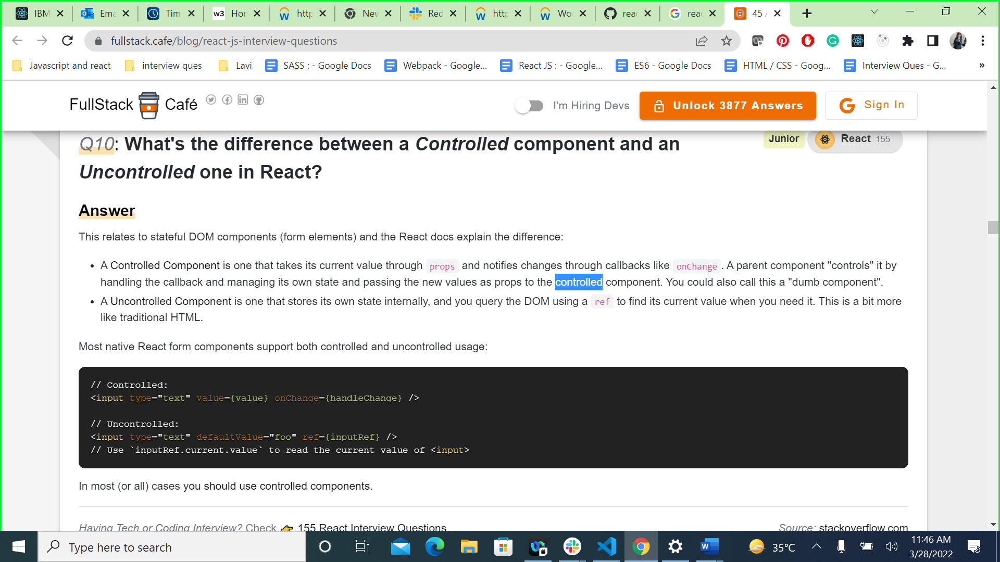 IBM
Ema
Tim
w3 Hor
http
Nev
Red
http
Wo
reac
reac
45
fullstack.cafe/blog/react-js-interview-questions
Javascript and react
interview ques
Lavi
SASS : - Google Docs
Webpack - Google...
React JS : - Google...
ES6 - Google Docs
HTML / CSS - Goog...
Interview Ques - G...
»
FullStack Café
I'm Hiring Devs
Unlock 3877 Answers
Sign In
Q10: What's the difference between a Controlled component and an
Uncontrolled one in React?
Junior
React 155
Answer
This relates to stateful DOM components (form elements) and the React docs explain the difference:
• A Controlled Component is one that takes its current value through props and notifies changes through callbacks like onChange. A parent component "controls" it by
handling the callback and managing its own state and passing the new values as props to the controlled component. You could also call this a "dumb component".
• A Uncontrolled Component is one that stores its own state internally, and you query the DOM using a ref to find its current value when you need it. This is a bit more
like traditional HTML.
Most native React form components support both controlled and uncontrolled usage:
// Controlled:
<input type="text" value={value} onChange={handleChange} />
// Uncontrolled:
<input type="text" defaultValue="foo" ref={inputRef} />
// Use `inputRef.current.value` to read the current value of <input>
In most (or all) cases you should use controlled components.
Having Tech or Coding Interview? Check 👉 155 React Interview Questions
Source: stackoverflow.com
Type here to search
35°C
11:46 AM
3/28/2022